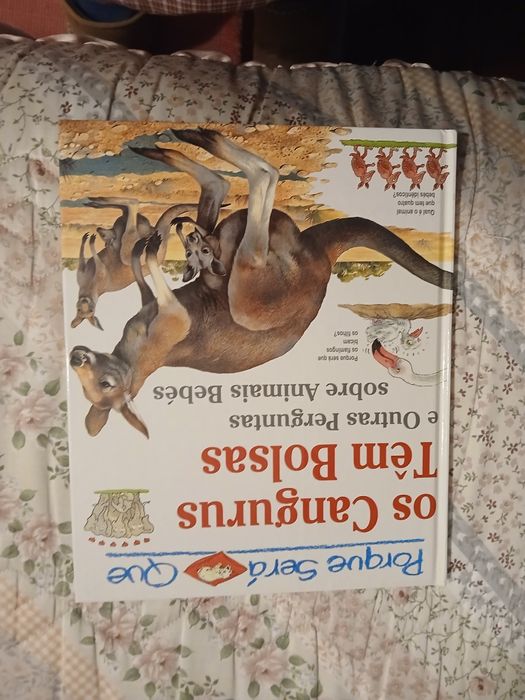 Porque Será Que
os Cangurus
Têm Bolsas
e Outras Perguntas
sobre Animais Bebés
Porque será que
os flamingos
bicam
os filhos?
Qual é o animal
que tem quatro
bebés idênticos?